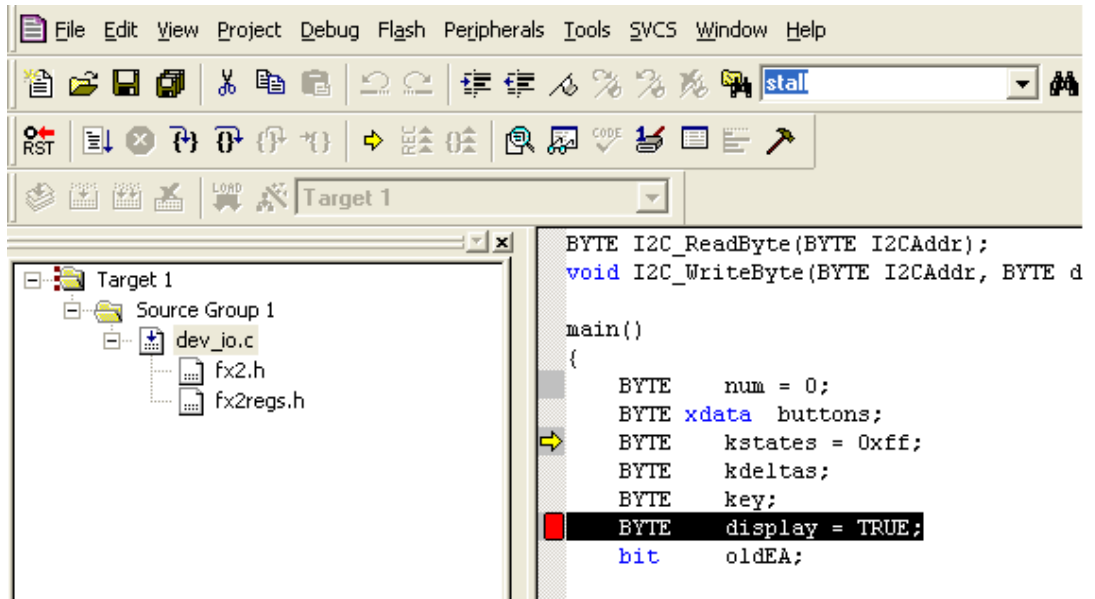 File Edit View Project Debug Flash Peripherals Tools SVCS Window Help
stall
RST CODE
LOAD Target 1
Target 1
Source Group 1
dev_io.c
fx2.h
fx2regs.h
BYTE I2C_ReadByte(BYTE I2CAddr);
void I2C_WriteByte(BYTE I2CAddr, BYTE d
main()
{
BYTE num = 0;
BYTE xdata buttons;
BYTE kstates = 0xff;
BYTE kdeltas;
BYTE key;
BYTE display = TRUE;
bit oldEA;